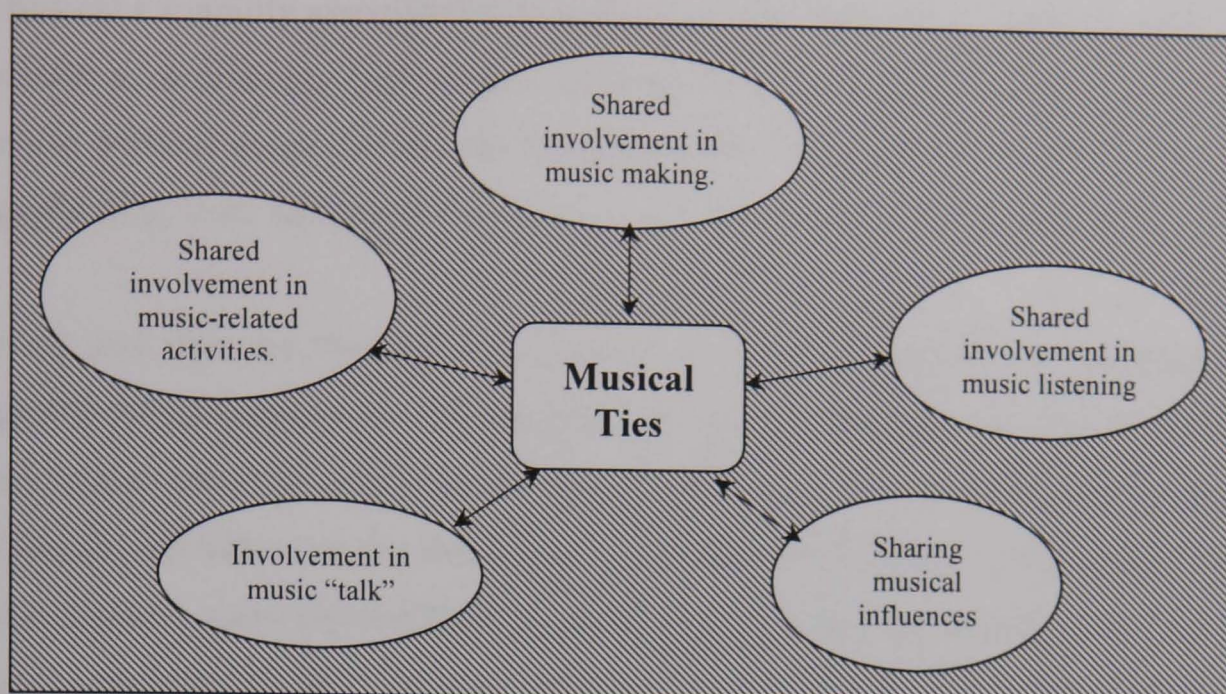 Shared
involvement in
music making.
Shared
involvement in
music-related
activities.
Shared
involvement in
music listening
Musical
Ties
Involvement in
music “talk”
Sharing
musical
influences